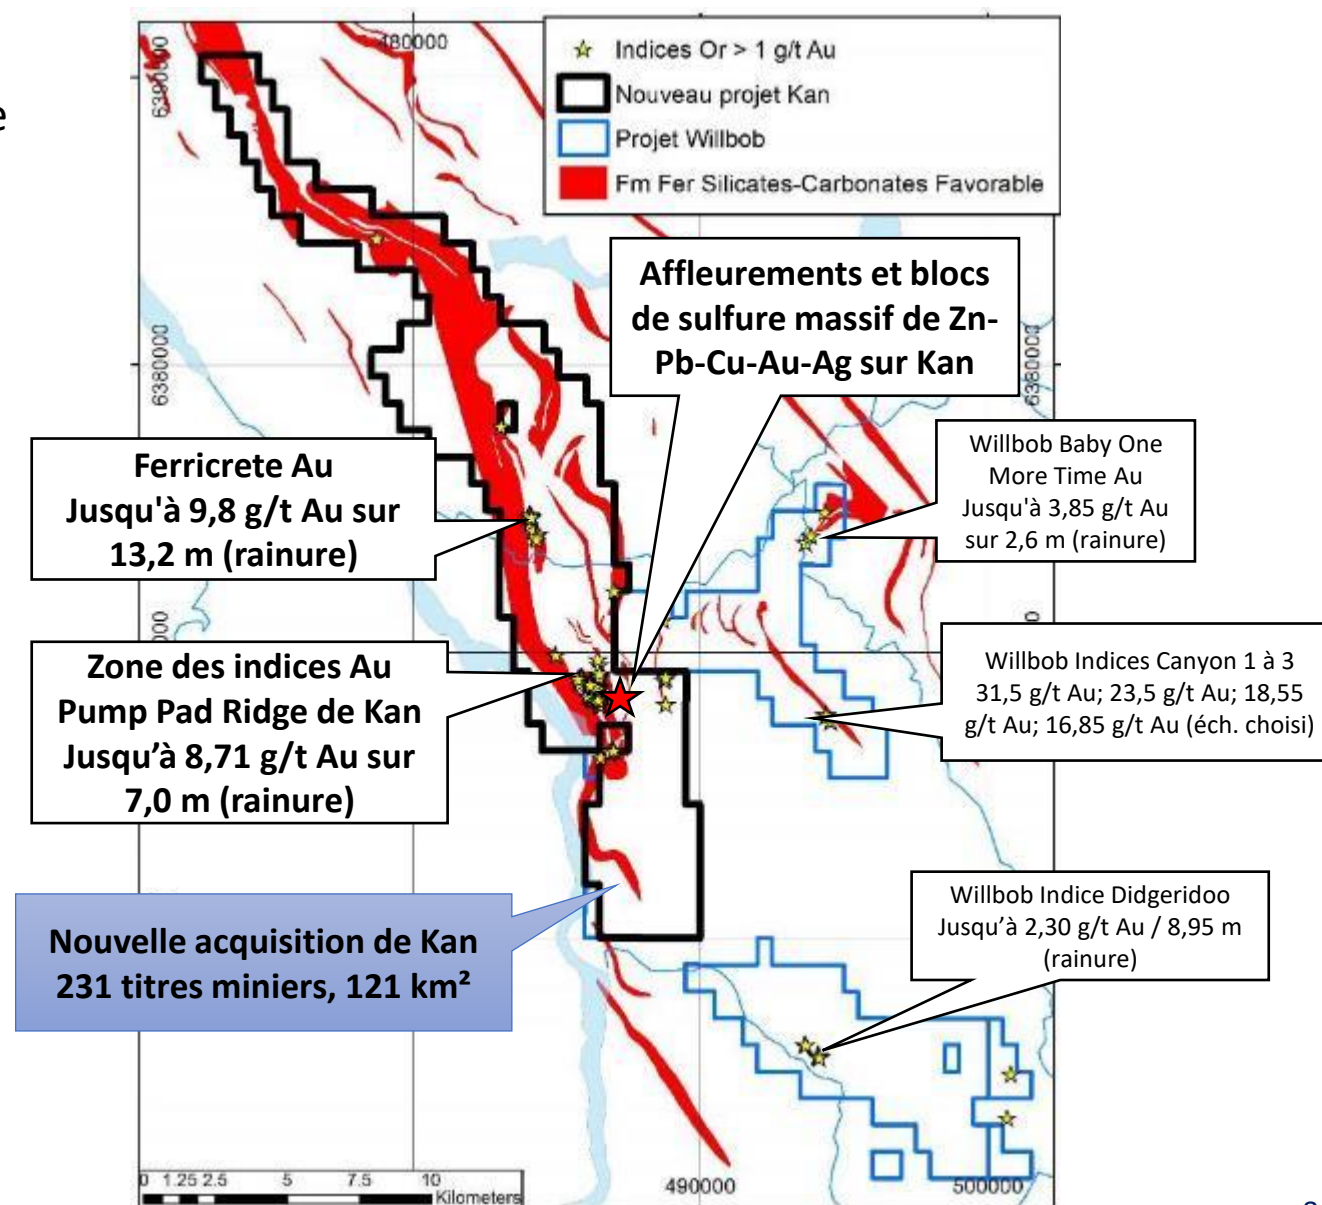 e
480000
6390000
Indices Or > 1 g/t Au
Nouveau projet Kan
Projet Willbob
Fm Fer Silicates-Carbonates Favorable
Affleurements et blocs
de sulfure massif de Zn-
Pb-Cu-Au-Ag sur Kan
6380000
6380000
Ferricrete Au
Jusqu'à 9,8 g/t Au sur
13,2 m (rainure)
Willbob Baby One
More Time Au
Jusqu'à 3,85 g/t Au
sur 2,6 m (rainure)
Zone des indices Au
Pump Pad Ridge de Kan
Jusqu’à 8,71 g/t Au sur
7,0 m (rainure)
Willbob Indices Canyon 1 à 3
31,5 g/t Au; 23,5 g/t Au; 18,55
g/t Au; 16,85 g/t Au (éch. choisi)
Nouvelle acquisition de Kan
231 titres miniers, 121 km²
Willbob Indice Didgeridoo
Jusqu’à 2,30 g/t Au / 8,95 m
(rainure)
0 1.25 2.5 5 7.5 10
Kilometers
490000
500000